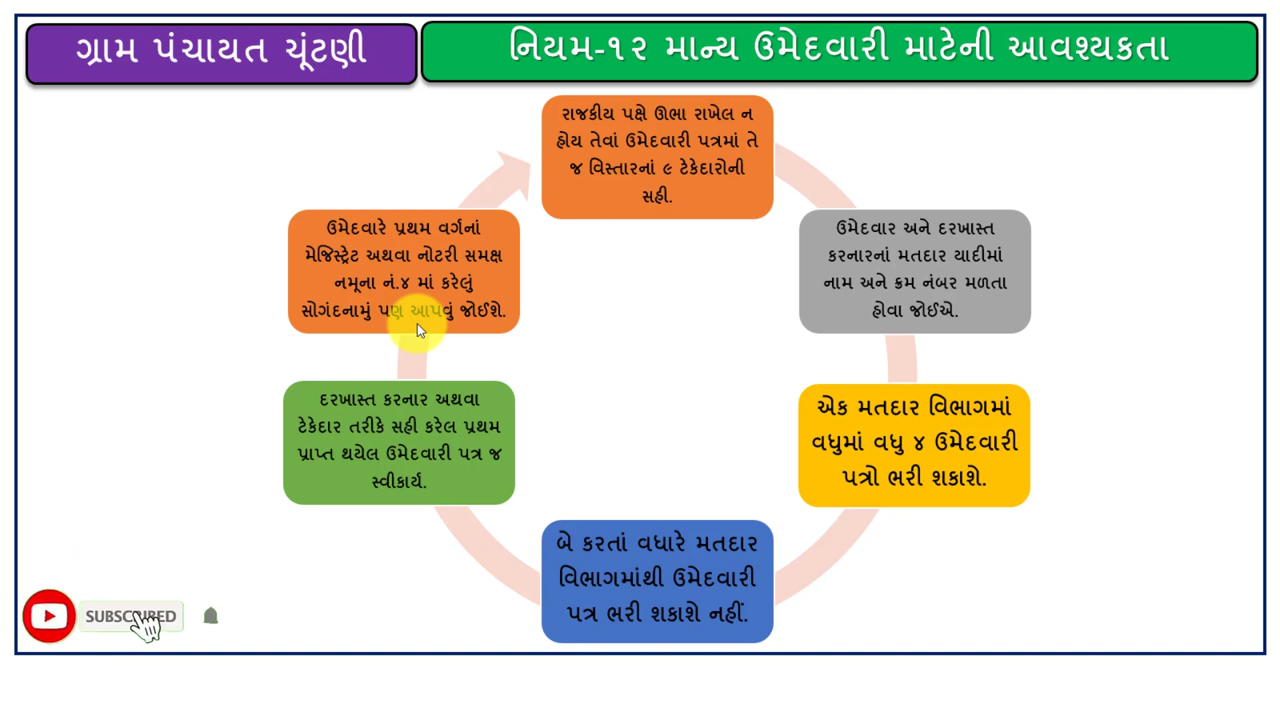 ગ્રામ પંચાયત ચૂંટણી
નિયમ-૧૨ માન્ય ઉમેદવારી માટેની આવશ્યકતા
રાજકીય પક્ષે ઊભા રાખેલ ન
હોય તેવાં ઉમેદવારી પત્રમાં તે
જ વિસ્તારનાં ૯ ટેકેદારોની
સહી.
ઉમેદવાર અને દરખાસ્ત
કરનારનાં મતદાર યાદીમાં
નામ અને ક્રમ નંબર મળતા
હોવા જોઈએ.
એક મતદાર વિભાગમાં
વધુમાં વધુ ૪ ઉમેદવારી
પત્રો ભરી શકાશે.
બે કરતાં વધારે મતદાર
વિભાગમાંથી ઉમેદવારી
પત્ર ભરી શકાશે નહીં.
દરખાસ્ત કરનાર અથવા
ટેકેદાર તરીકે સહી કરેલ પ્રથમ
પ્રાપ્ત થયેલ ઉમેદવારી પત્ર જ
સ્વીકાર્ય.
ઉમેદવારે પ્રથમ વર્ગનાં
મેજિસ્ટ્રેટ અથવા નોટરી સમક્ષ
નમૂના નં.૪ માં કરેલું
સોગંદનામું પણ આપવું જોઈશે.
SUBSCRIBED